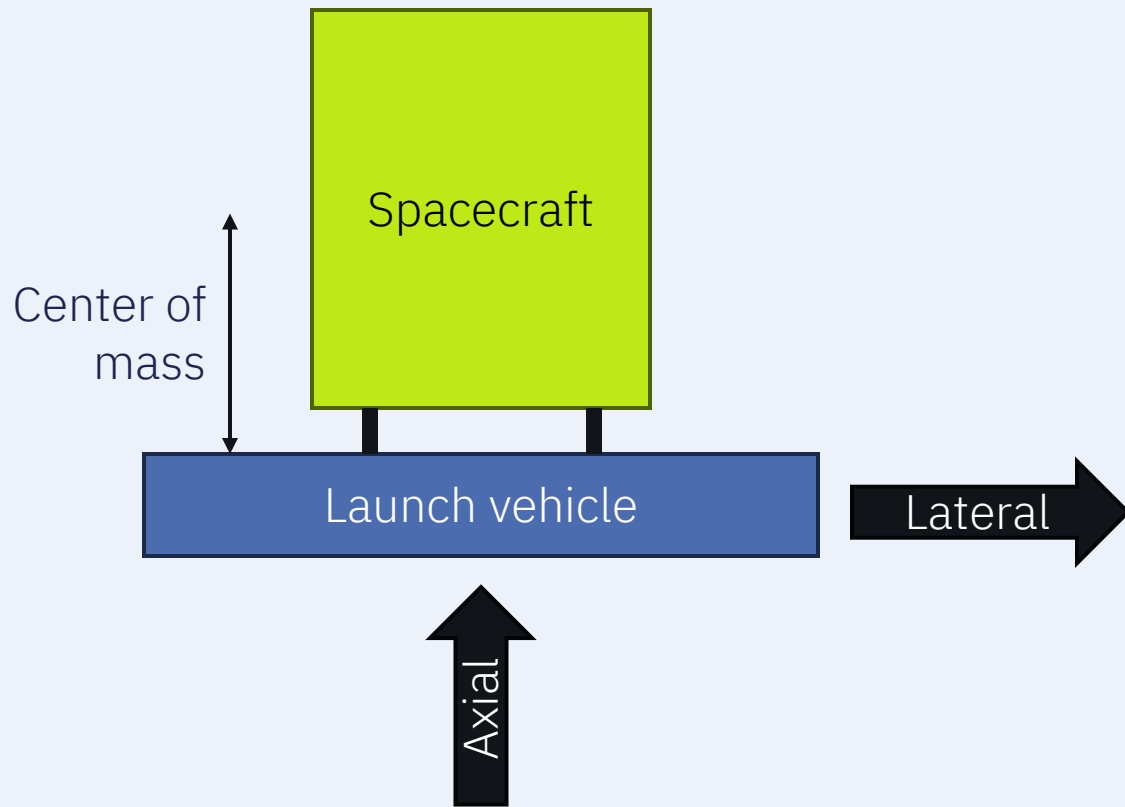 Spacecraft
Center of
mass
Launch vehicle
Lateral
Axial